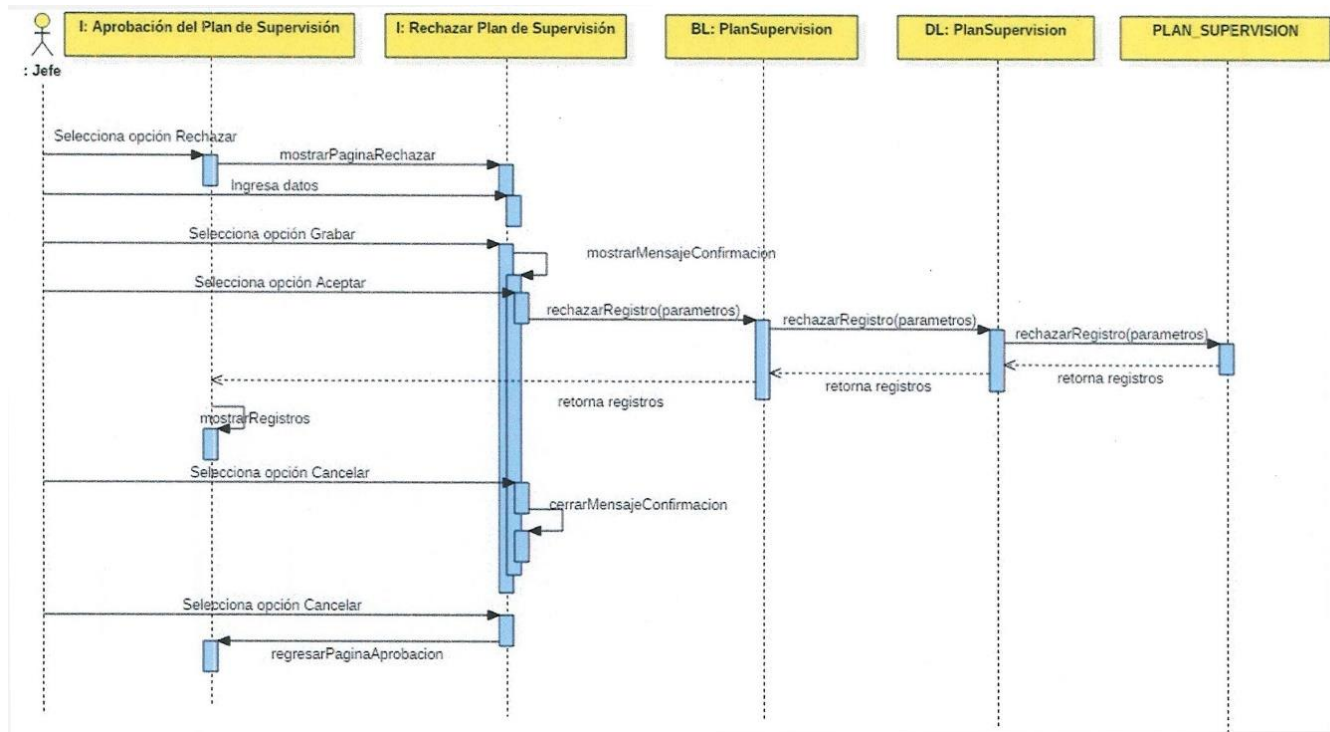 I: Aprobación del Plan de Supervisión
I: Rechazar Plan de Supervisión
BL: PlanSupervision
DL: PlanSupervision
PLAN_SUPERVISION
: Jefe
Selecciona opción Rechazar
mostrarPaginaRechazar
Ingresa datos
Selecciona opción Grabar
mostrarMensajeConfirmacion
Selecciona opción Aceptar
rechazarRegistro(parametros)
rechazarRegistro(parametros)
rechazarRegistro(parametros)
retorna registros
retorna registros
retorna registros
mostrarRegistros
Selecciona opción Cancelar
cerrarMensajeConfirmacion
Selecciona opción Cancelar
regresarPaginaAprobacion